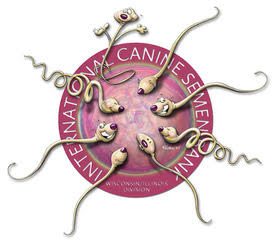 INTERNATIONAL CANINE SEMEN BANK
WISCONSIN/ILLINOIS
DIVISION